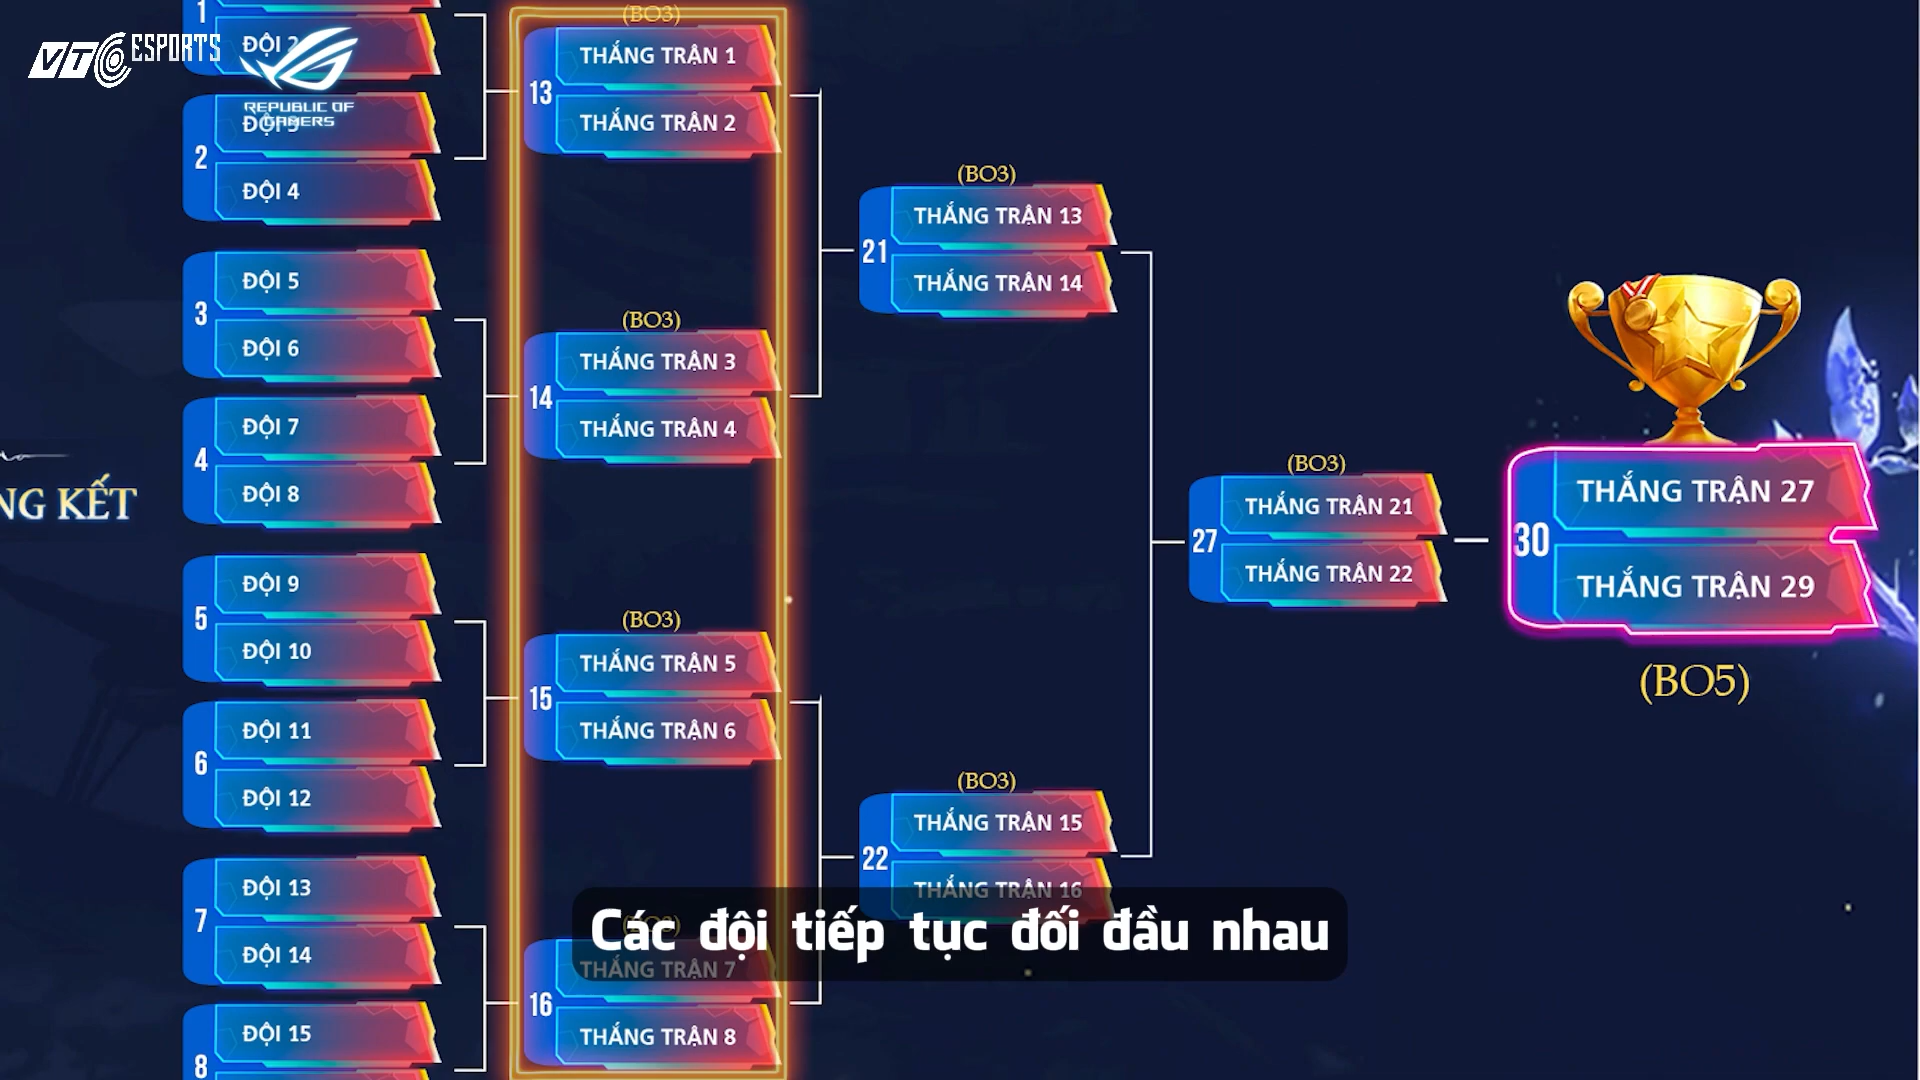 VTC ESPORTS
REPUBLIC OF
GAMERS
NG KẾT
1
ĐỘI 2
2
ĐỘI 3
ĐỘI 4
3
ĐỘI 5
ĐỘI 6
4
ĐỘI 7
ĐỘI 8
5
ĐỘI 9
ĐỘI 10
6
ĐỘI 11
ĐỘI 12
7
ĐỘI 13
ĐỘI 14
8
ĐỘI 15
(BO3)
13
THẮNG TRẬN 1
THẮNG TRẬN 2
(BO3)
14
THẮNG TRẬN 3
THẮNG TRẬN 4
(BO3)
15
THẮNG TRẬN 5
THẮNG TRẬN 6
(BO3)
16
THẮNG TRẬN 7
THẮNG TRẬN 8
(BO3)
21
THẮNG TRẬN 13
THẮNG TRẬN 14
(BO3)
22
THẮNG TRẬN 15
THẮNG TRẬN 16
(BO3)
27
THẮNG TRẬN 21
THẮNG TRẬN 22
30
THẮNG TRẬN 27
THẮNG TRẬN 29
(BO5)
Các đội tiếp tục đối đầu nhau